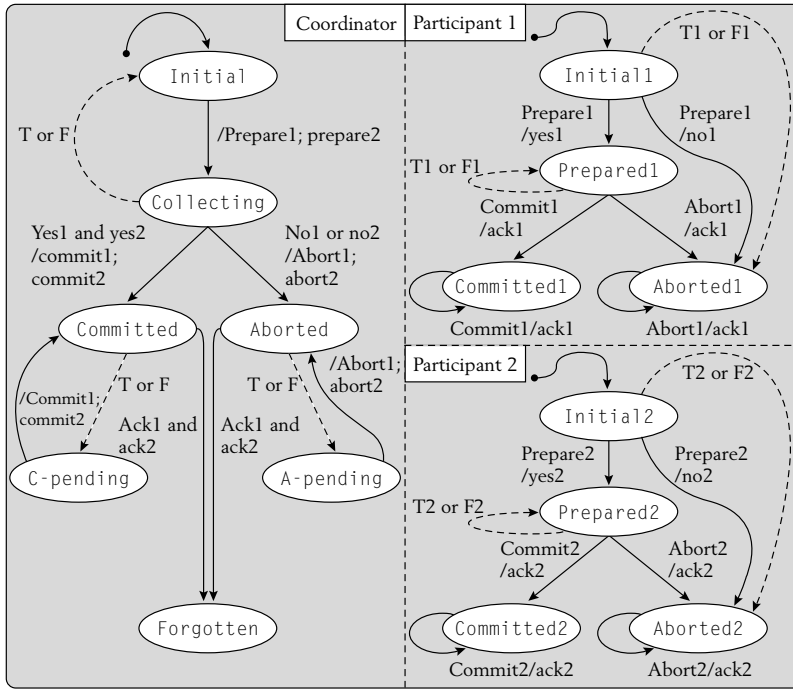 Coordinator
Initial
T or F
/Prepare1; prepare2
Collecting
Yes1 and yes2
/commit1;
commit2
No1 or no2
/Abort1;
abort2
Committed
Aborted
/Commit1;
commit2
T or F
Ack1 and
ack2
Ack1 and
ack2
T or F
/Abort1;
abort2
C-pending
A-pending
Forgotten
Participant 1
T1 or F1
Initial1
Prepare1
/yes1
Prepare1
/no1
T1 or F1
Prepared1
Commit1
/ack1
Abort1
/ack1
Committed1
Aborted1
Commit1/ack1
Abort1/ack1
Participant 2
T2 or F2
Initial2
Prepare2
/yes2
Prepare2
/no2
T2 or F2
Prepared2
Commit2
/ack2
Abort2
/ack2
Committed2
Aborted2
Commit2/ack2
Abort2/ack2